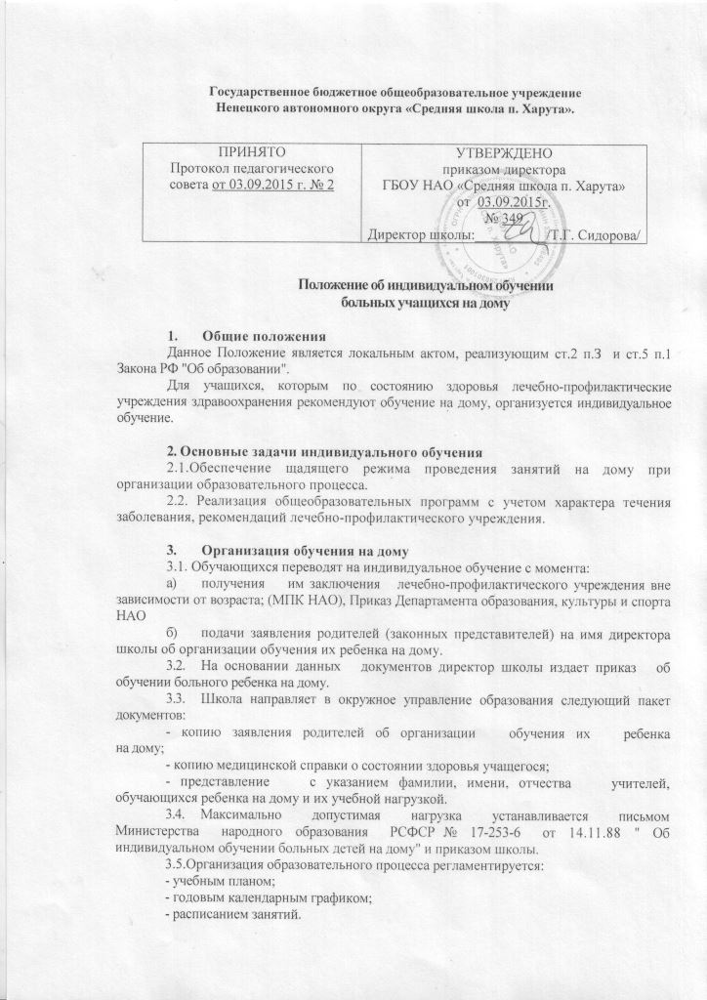 Государственное бюджетное общеобразовательное учреждение
Ненецкого автономного округа «Средняя школа п. Харута».
ПРИНЯТО
Протокол педагогического
совета от 03.09.2015 г. № 2
УТВЕРЖДЕНО
приказом директора
ГБОУ НАО «Средняя школа п. Харута»
от 03.09.2015г.
№ 349
Директор школы: /Т.Г. Сидорова/
Положение об индивидуальном обучении
больных учащихся на дому
1. Общие положения
Данное Положение является локальным актом, реализующим ст.2 п.З и ст.5 п.1
Закона РФ "Об образовании".
Для учащихся, которым по состоянию здоровья лечебно-профилактические
учреждения здравоохранения рекомендуют обучение на дому, организуется индивидуальное
обучение.
2. Основные задачи индивидуального обучения
2.1.Обеспечение щадящего режима проведения занятий на дому при
организации образовательного процесса.
2.2. Реализация общеобразовательных программ с учетом характера течения
заболевания, рекомендаций лечебно-профилактического учреждения.
3. Организация обучения на дому
3.1. Обучающихся переводят на индивидуальное обучение с момента:
а) получения им заключения лечебно-профилактического учреждения вне
зависимости от возраста; (МПК НАО), Приказ Департамента образования, культуры и спорта
НАО
б) подачи заявления родителей (законных представителей) на имя директора
школы об организации обучения их ребенка на дому.
3.2. На основании данных документов директор школы издает приказ об
обучении больного ребенка на дому.
3.3. Школа направляет в окружное управление образования следующий пакет
документов:
- копию заявления родителей об организации обучения их ребенка
на дому;
- копию медицинской справки о состоянии здоровья учащегося;
- представление с указанием фамилии, имени, отчества учителей,
обучающихся ребенка на дому и их учебной нагрузкой.
3.4. Максимально допустимая нагрузка устанавливается письмом
Министерства народного образования РСФСР № 17-253-6 от 14.11.88 " Об
индивидуальном обучении больных детей на дому" и приказом школы.
3.5.Организация образовательного процесса регламентируется:
- учебным планом;
- годовым календарным графиком;
- расписанием занятий.